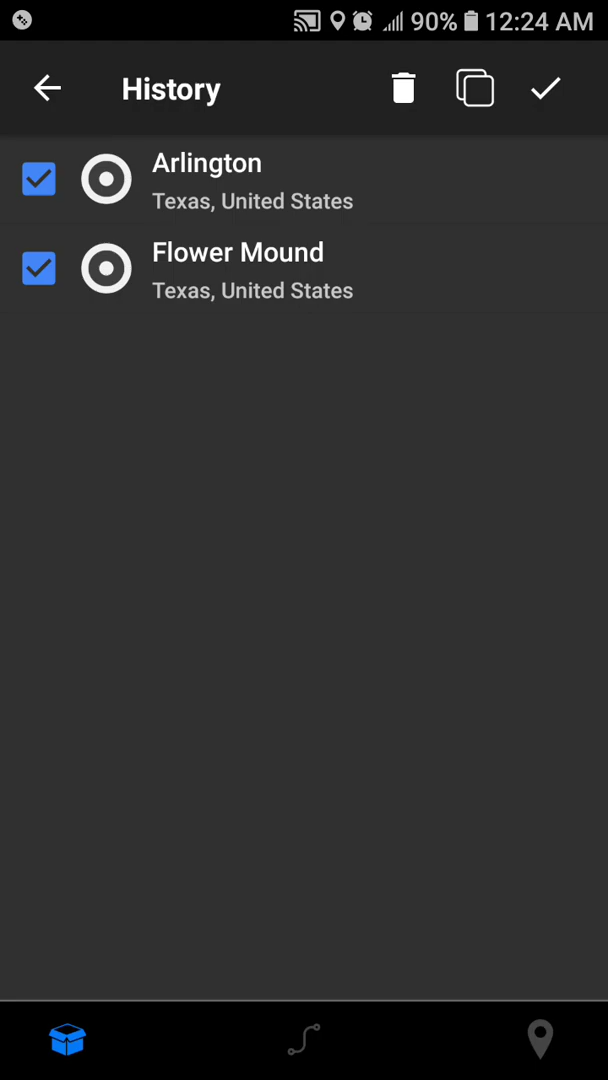 90% 12:24 AM
History
Arlington
Texas, United States
Flower Mound
Texas, United States